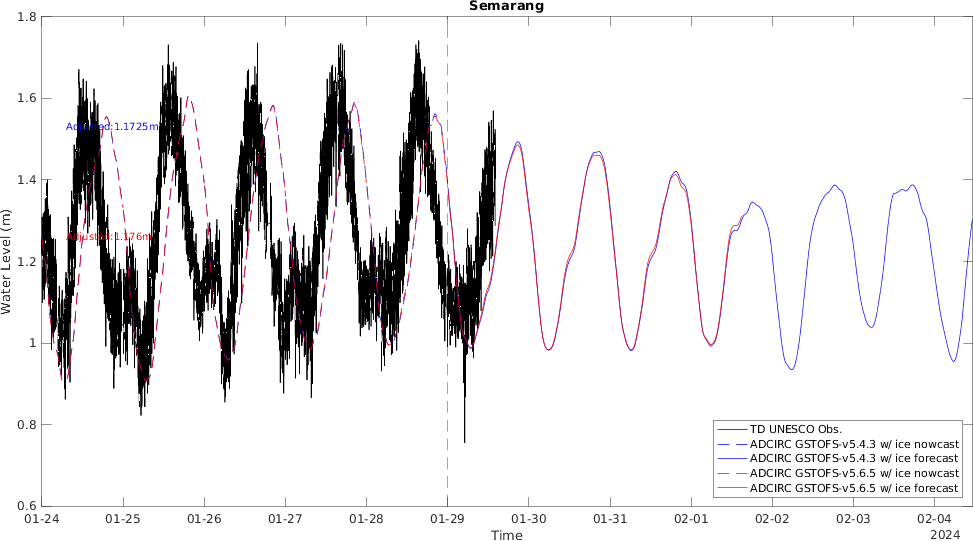 Semarang
Water Level (m)
1.8
1.6
1.4
1.2
1
0.8
0.6
Adjusted:1.1725m
Adjusted:1.176m
TD UNESCO Obs.
ADCIRC GSTOFS-v5.4.3 w/ ice nowcast
ADCIRC GSTOFS-v5.4.3 w/ ice forecast
ADCIRC GSTOFS-v5.6.5 w/ ice nowcast
ADCIRC GSTOFS-v5.6.5 w/ ice forecast
01-24 01-25 01-26 01-27 01-28 01-29 01-30 01-31 02-01 02-02 02-03 02-04
Time
2024